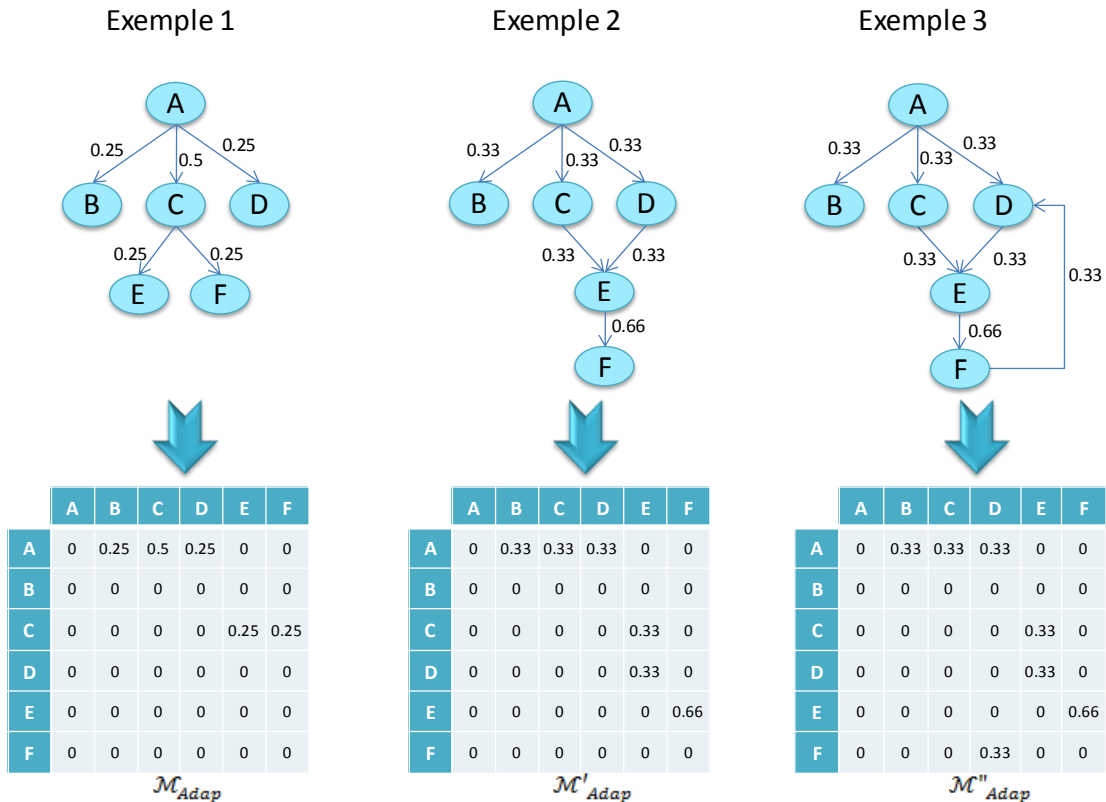 Exemple 1
A
0.25 0.5 0.25
B C D
0.25 0.25
E F
A B C D E F
A 0 0.25 0.5 0.25 0 0
B 0 0 0 0 0 0
C 0 0 0 0 0.25 0.25
D 0 0 0 0 0 0
E 0 0 0 0 0 0
F 0 0 0 0 0 0
ℳ_Adap
Exemple 2
A
0.33 0.33 0.33
B C D
0.33 0.33
E
0.66
F
A B C D E F
A 0 0.33 0.33 0.33 0 0
B 0 0 0 0 0 0
C 0 0 0 0 0.33 0
D 0 0 0 0 0.33 0
E 0 0 0 0 0 0.66
F 0 0 0 0 0 0
ℳ'_Adap
Exemple 3
A
0.33 0.33 0.33
B C D
0.33 0.33 0.33
E
0.66
F
A B C D E F
A 0 0.33 0.33 0.33 0 0
B 0 0 0 0 0 0
C 0 0 0 0 0.33 0
D 0 0 0 0 0.33 0
E 0 0 0 0 0 0.66
F 0 0 0 0.33 0 0
ℳ"_Adap